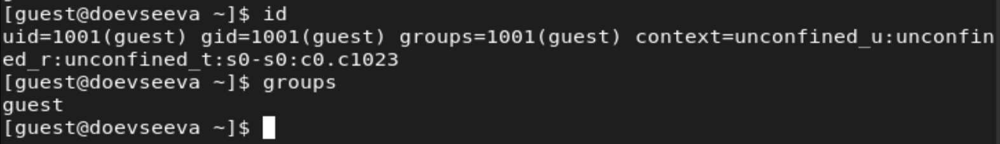 [guest@doevseeva ~]$ id
uid=1001(guest) gid=1001(guest) groups=1001(guest) context=unconfined_u:unconfin
ed_r:unconfined_t:s0-s0:c0.c1023
[guest@doevseeva ~]$ groups
guest
[guest@doevseeva ~]$